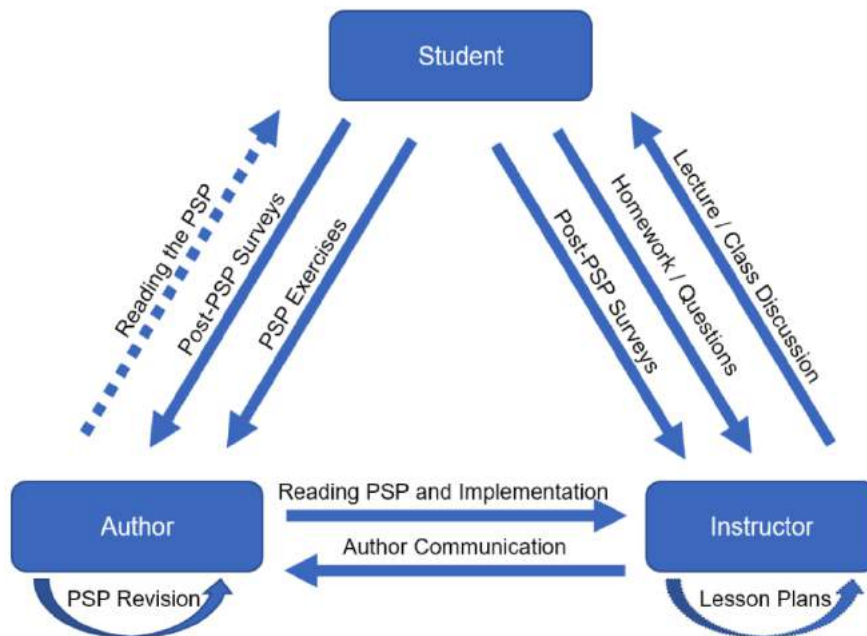 Student
Reading the PSP
Post-PSP Surveys
PSP Exercises
Post-PSP Surveys
Homework / Questions
Lecture / Class Discussion
Author
Reading PSP and Implementation
Author Communication
Instructor
PSP Revision
Lesson Plans